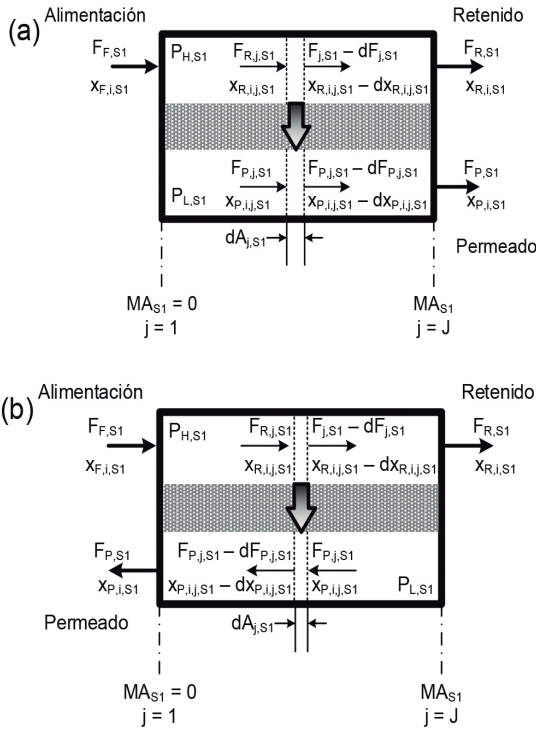 (a)
Alimentación
Retenido
F_F,S1
x_F,i,S1
P_H,S1
F_R,j,S1
F_j,S1 – dF_j,S1
x_R,i,j,S1
x_R,i,j,S1 – dx_R,i,j,S1
F_R,S1
x_R,i,S1
F_P,j,S1
F_P,j,S1 – dF_P,j,S1
P_L,S1
x_P,i,j,S1
x_P,i,j,S1 – dx_P,i,j,S1
F_P,S1
x_P,i,S1
dA_j,S1
Permeado
MA_S1 = 0
j = 1
MA_S1
j = J
(b)
Alimentación
Retenido
F_F,S1
x_F,i,S1
P_H,S1
F_R,j,S1
F_j,S1 – dF_j,S1
x_R,i,j,S1
x_R,i,j,S1 – dx_R,i,j,S1
F_R,S1
x_R,i,S1
F_P,S1
x_P,i,S1
F_P,j,S1 – dF_P,j,S1
F_P,j,S1
x_P,i,j,S1 – dx_P,i,j,S1
x_P,i,j,S1
P_L,S1
Permeado
dA_j,S1
MA_S1 = 0
j = 1
MA_S1
j = J